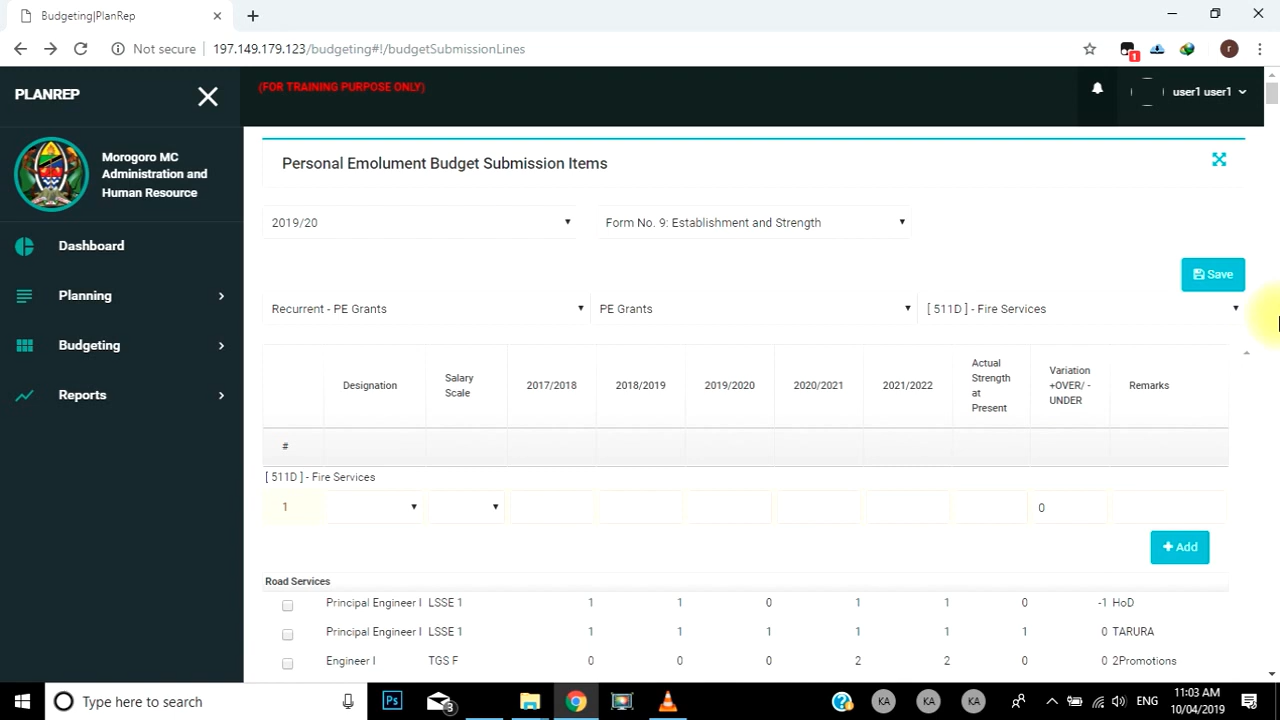 Budgeting|PlanRep
Not secure 197.149.179.123/budgeting#!/budgetSubmissionLines
1
r
PLANREP
(FOR TRAINING PURPOSE ONLY)
user1 user1
Morogoro MC
Administration and
Human Resource
Dashboard
Planning
Budgeting
Reports
Personal Emolument Budget Submission Items
2019/20 Form No. 9: Establishment and Strength
Save
Recurrent - PE Grants PE Grants [ 511D ] - Fire Services
Designation Salary Scale 2017/2018 2018/2019 2019/2020 2020/2021 2021/2022 Actual Strength at Present Variation +OVER/ - UNDER Remarks
#
[ 511D ] - Fire Services
1 0
Add
Road Services
Principal Engineer I LSSE 1 1 1 0 1 1 0 -1 HoD
Principal Engineer I LSSE 1 1 1 1 1 1 1 0 TARURA
Engineer I TGS F 0 0 0 2 2 0 0 2Promotions
Type here to search
Ps
3
KA KA KA
ENG
11:03 AM
10/04/2019